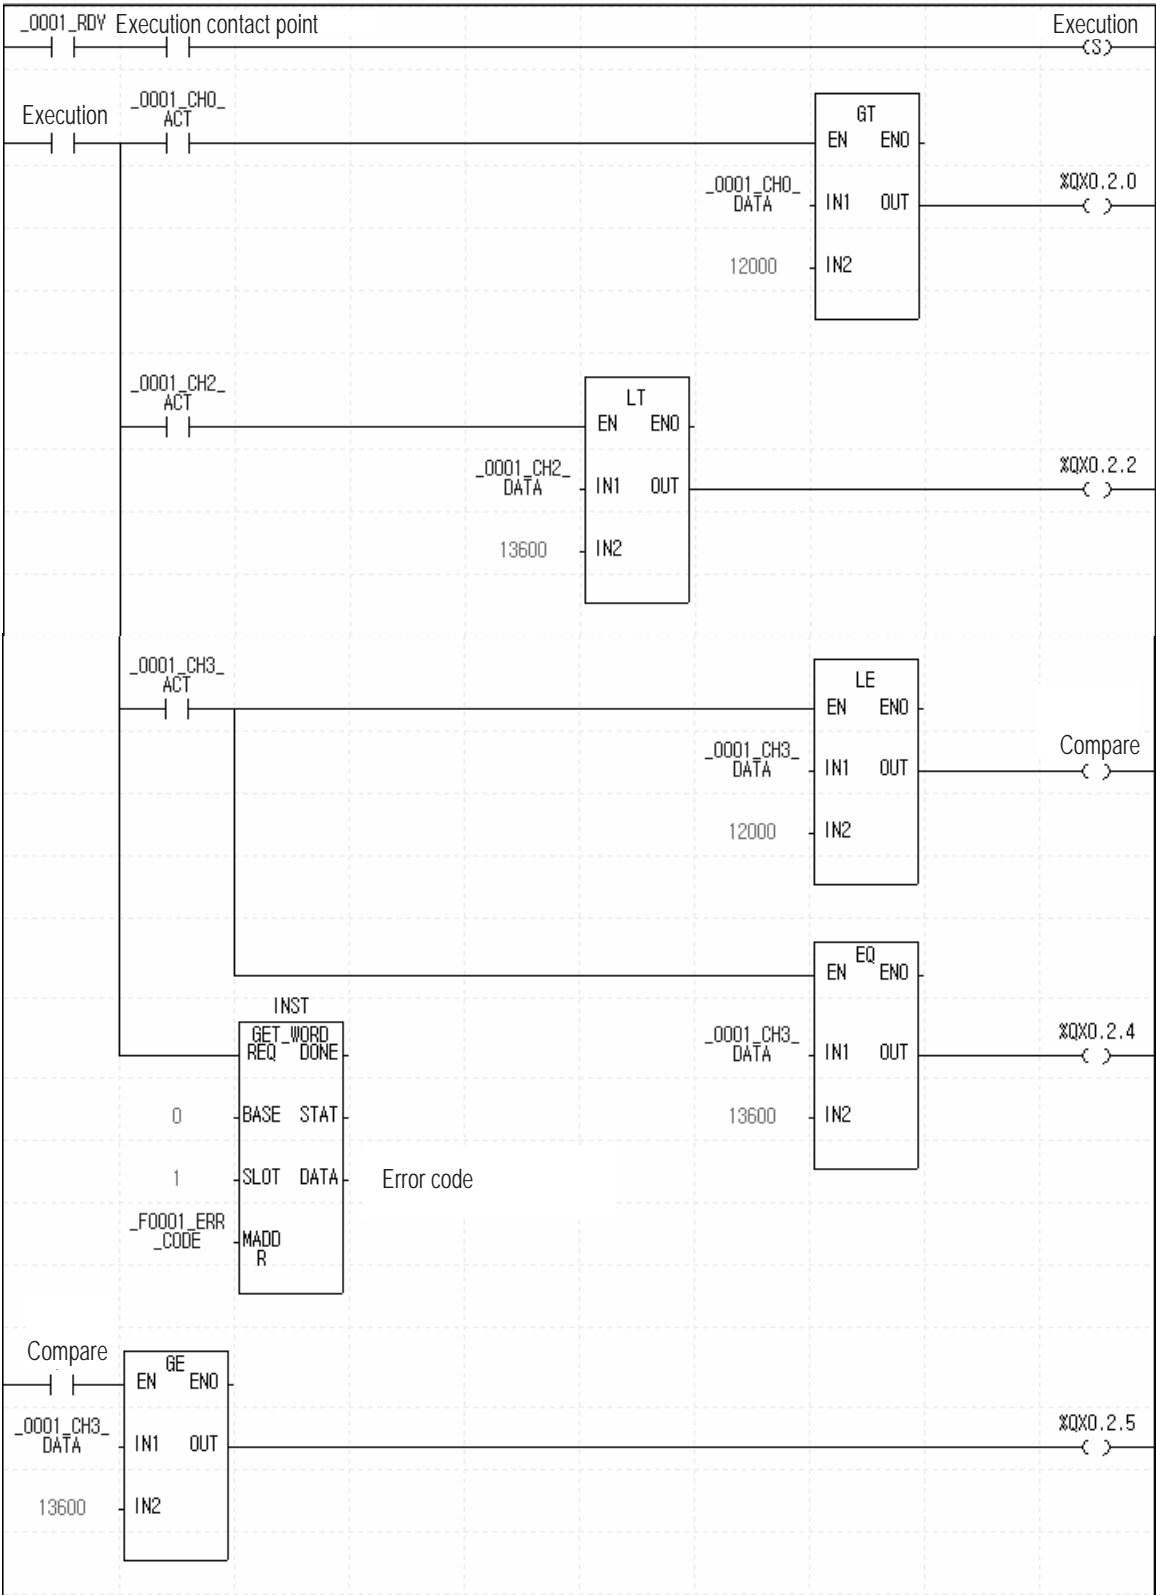 _0001_RDY Execution contact point Execution
(S)
Execution
_0001_CH0_
ACT
GT
EN ENO
_0001_CH0_
DATA
IN1 OUT
%QX0.2.0
12000
IN2
_0001_CH2_
ACT
LT
EN ENO
_0001_CH2_
DATA
IN1 OUT
%QX0.2.2
13600
IN2
_0001_CH3_
ACT
LE
EN ENO
_0001_CH3_
DATA
IN1 OUT
Compare
12000
IN2
EQ
EN ENO
INST
GET_WORD
REQ DONE
_0001_CH3_
DATA
IN1 OUT
%QX0.2.4
0
BASE STAT
13600
IN2
1
SLOT DATA
Error code
_F0001_ERR
_CODE
MADD
R
Compare
GE
EN ENO
_0001_CH3_
DATA
IN1 OUT
%QX0.2.5
13600
IN2